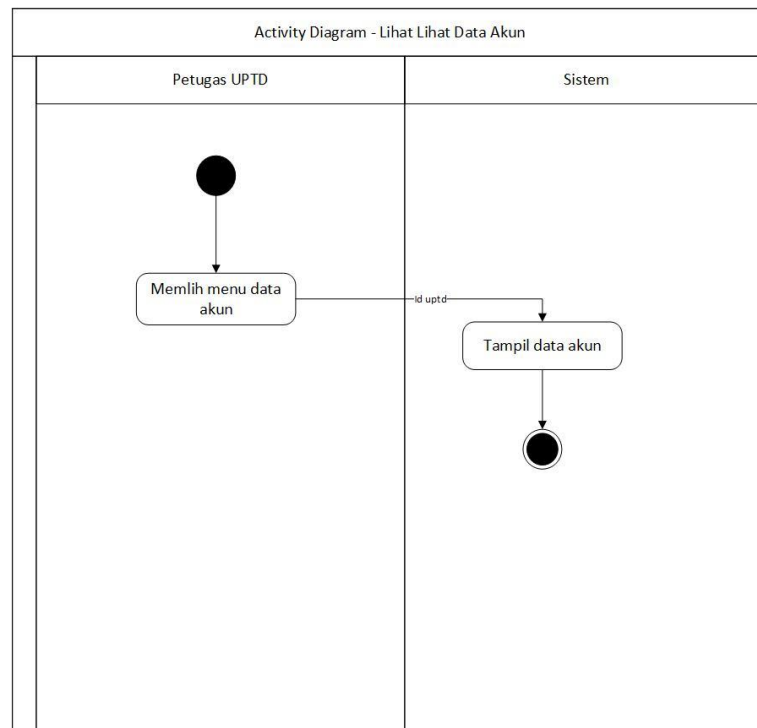 Activity Diagram - Lihat Lihat Data Akun
Petugas UPTD
Sistem
Memlih menu data
akun
Id uptd
Tampil data akun